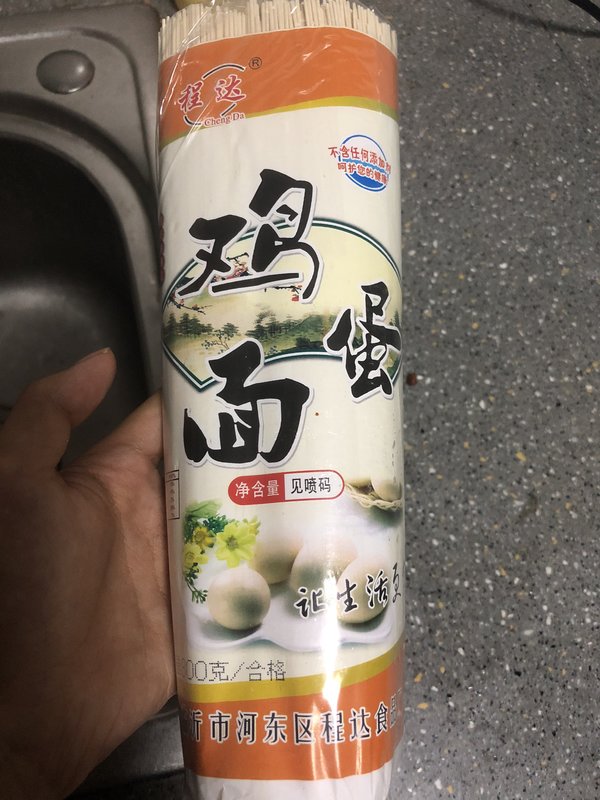 程达®
Cheng Da
不含任何添加
呵护您的健康
鸡蛋
面
净含量 见喷码
让生活
00克/合格
沂市河东区程达食